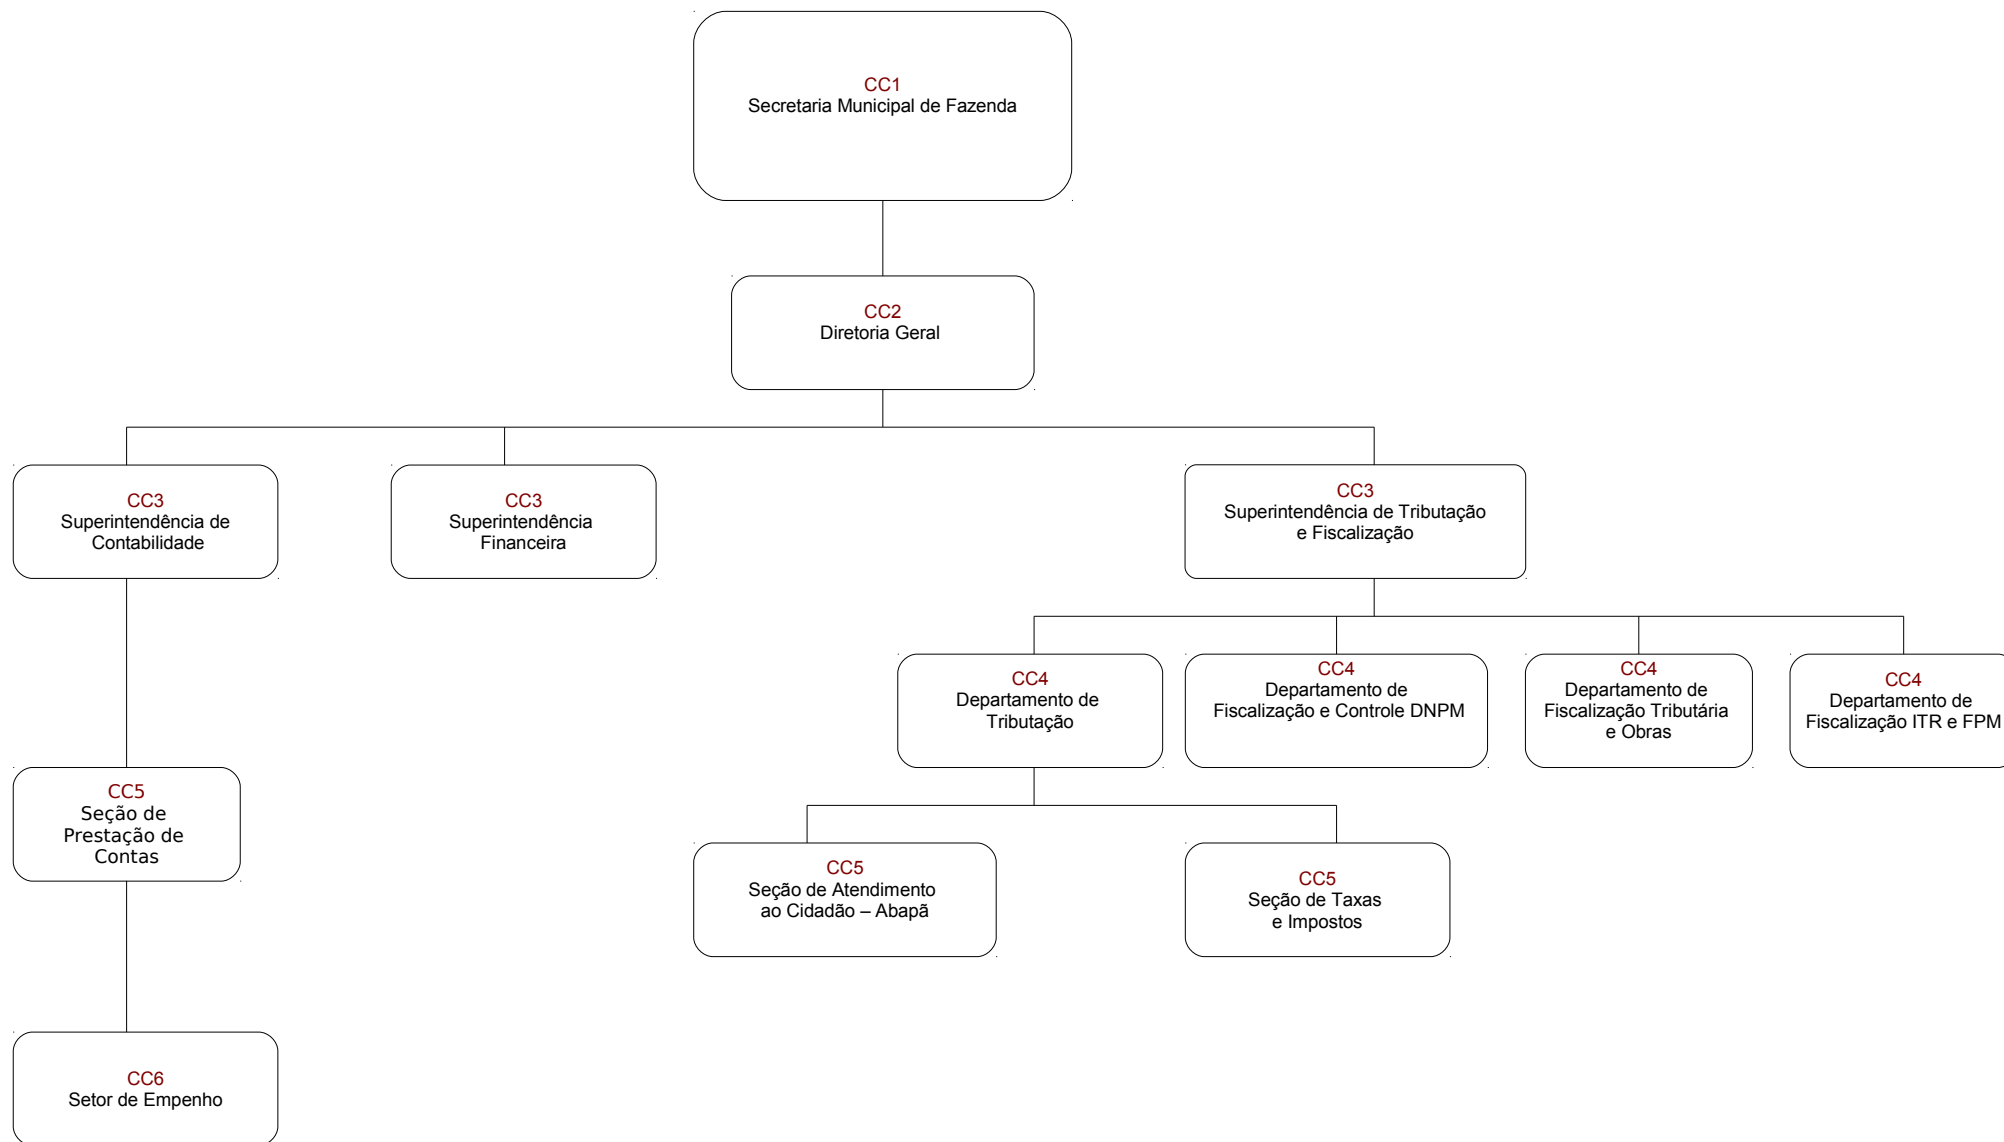 CC1
Secretaria Municipal de Fazenda
CC2
Diretoria Geral
CC3
Superintendência de
Contabilidade
CC3
Superintendência
Financeira
CC3
Superintendência de Tributação
e Fiscalização
CC4
Departamento de
Tributação
CC4
Departamento de
Fiscalização e Controle DNPM
CC4
Departamento de
Fiscalização Tributária
e Obras
CC4
Departamento de
Fiscalização ITR e FPM
CC5
Seção de
Prestação de
Contas
CC5
Seção de Atendimento
ao Cidadão – Abapã
CC5
Seção de Taxas
e Impostos
CC6
Setor de Empenho